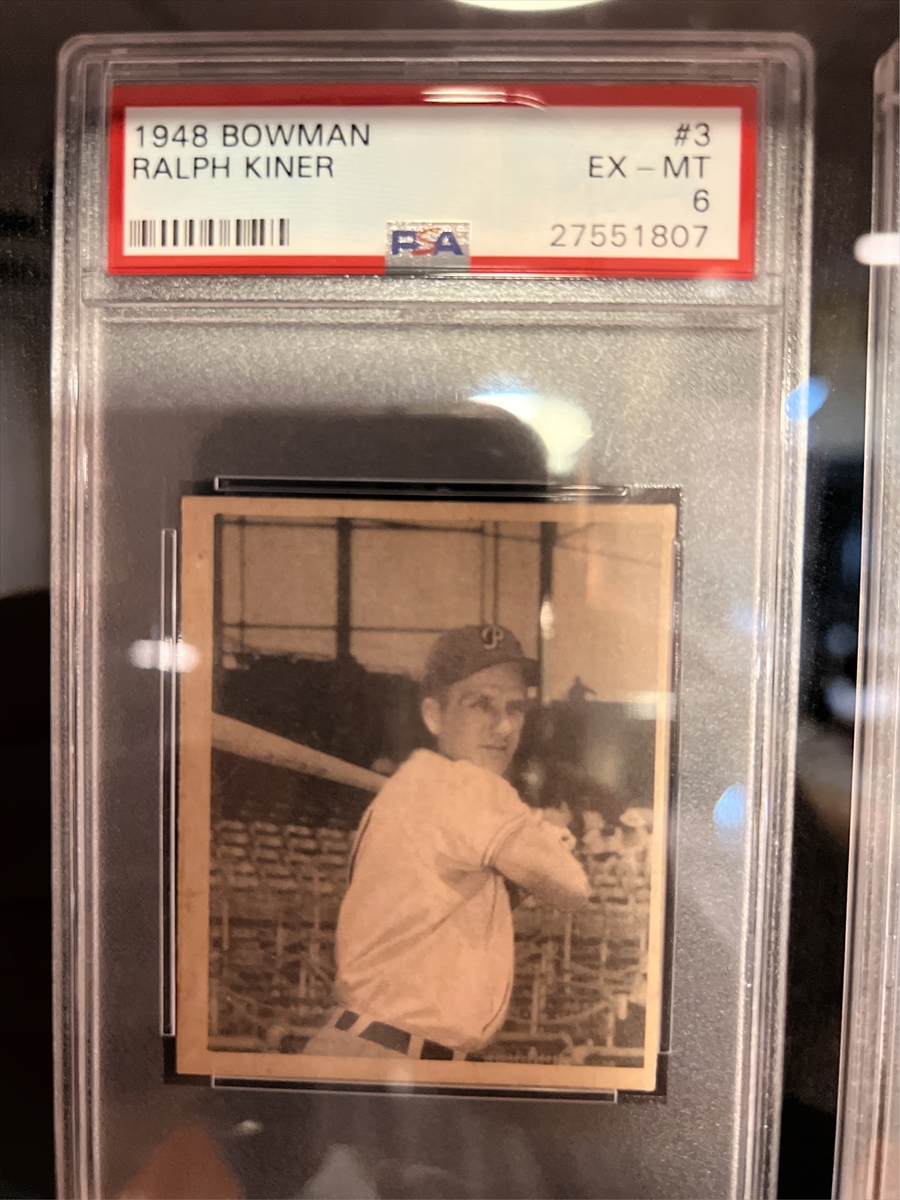 1948 BOWMAN #3
RALPH KINER EX - MT
6
27551807
PSA
P